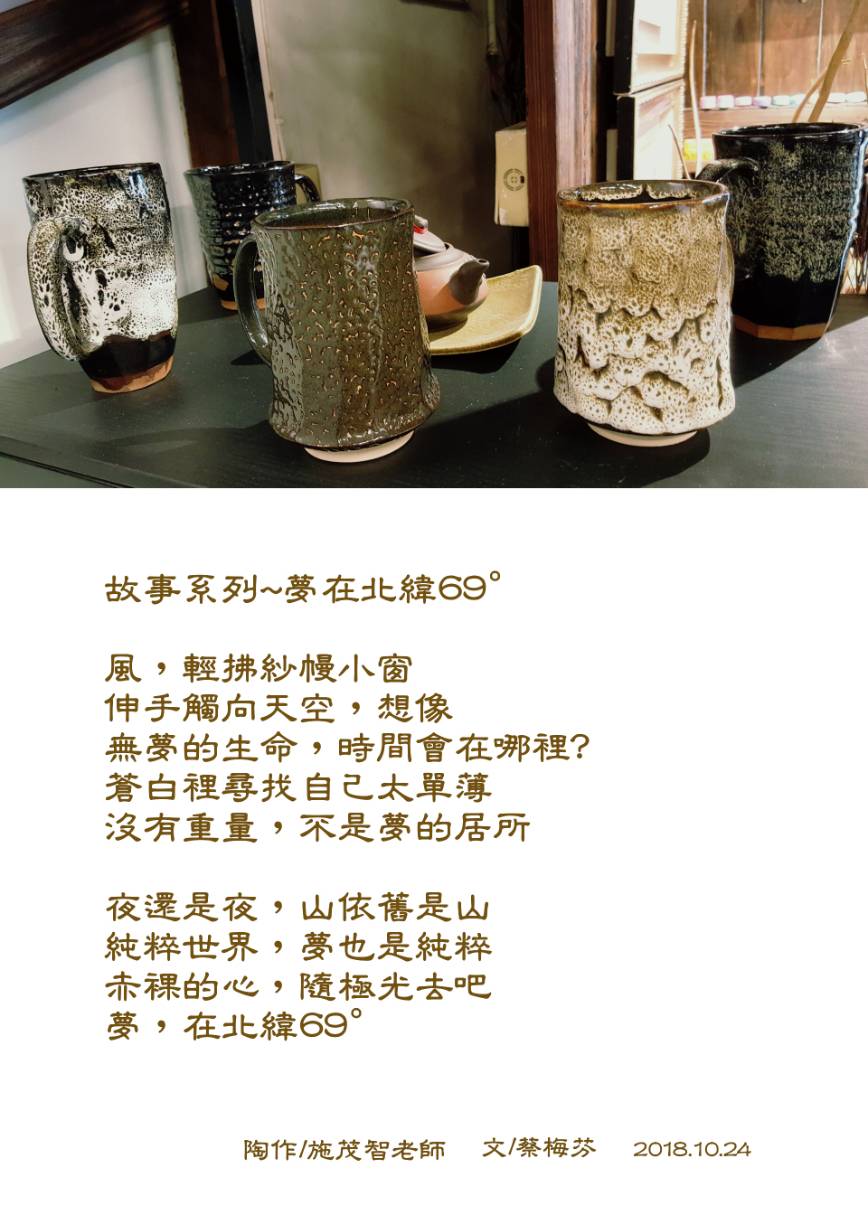 故事系列~夢在北緯69°
風，輕拂紗幔小窗
伸手觸向天空，想像
無夢的生命，時間會在哪裡?
蒼白裡尋找自己太單薄
沒有重量，不是夢的居所
夜還是夜，山依舊是山
純粹世界，夢也是純粹
赤裸的心，隨極光去吧
夢，在北緯69°
陶作/施茂智老師 文/蔡梅芬 2018.10.24